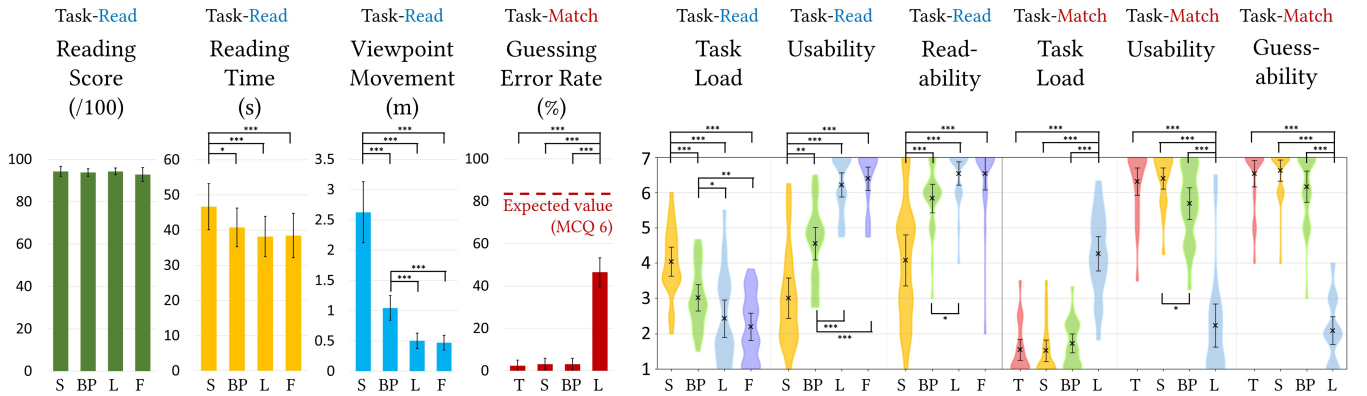 Task-Read
Reading
Score
(/100)
100
80
60
40
20
0
S BP L F
Task-Read
Reading
Time
(s)
***
***
*
60
50
40
30
20
10
0
S BP L F
Task-Read
Viewpoint
Movement
(m)
***
***
***
3.5
3
2.5
2
1.5
1
0.5
0
***
***
S BP L F
Task-Match
Guessing
Error Rate
(%)
***
***
***
100
80
60
40
20
0
Expected value
(MCQ 6)
T S BP L
7
6
5
4
3
2
1
Task-Read
Task
Load
***
***
***
**
*
S BP L F
Task-Read
Usability
***
***
**
***
***
S BP L F
Task-Read
Read-
ability
***
***
***
*
S BP L F
Task-Match
Task
Load
***
***
***
T S BP L
Task-Match
Usability
***
***
***
*
T S BP L
Task-Match
Guess-
ability
***
***
***
T S BP L